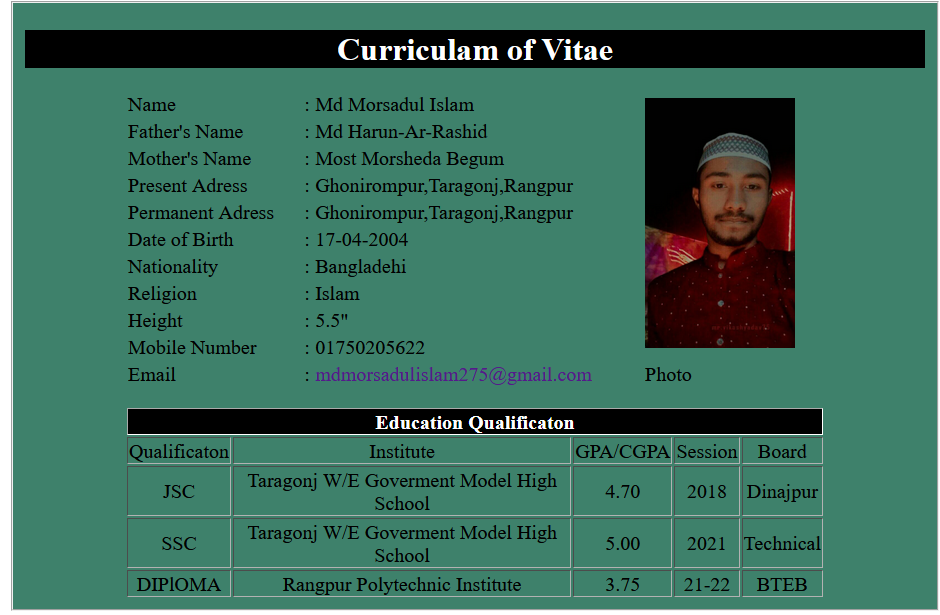 Curriculam of Vitae
Name : Md Morsadul Islam
Father's Name : Md Harun-Ar-Rashid
Mother's Name : Most Morsheda Begum
Present Adress : Ghonirompur,Taragonj,Rangpur
Permanent Adress : Ghonirompur,Taragonj,Rangpur
Date of Birth : 17-04-2004
Nationality : Bangladehi
Religion : Islam
Height : 5.5"
Mobile Number : 01750205622
Email : mdmorsadulislam275@gmail.com Photo
Education Qualificaton
Qualificaton Institute GPA/CGPA Session Board
JSC Taragonj W/E Goverment Model High School 4.70 2018 Dinajpur
SSC Taragonj W/E Goverment Model High School 5.00 2021 Technical
DIPlOMA Rangpur Polytechnic Institute 3.75 21-22 BTEB